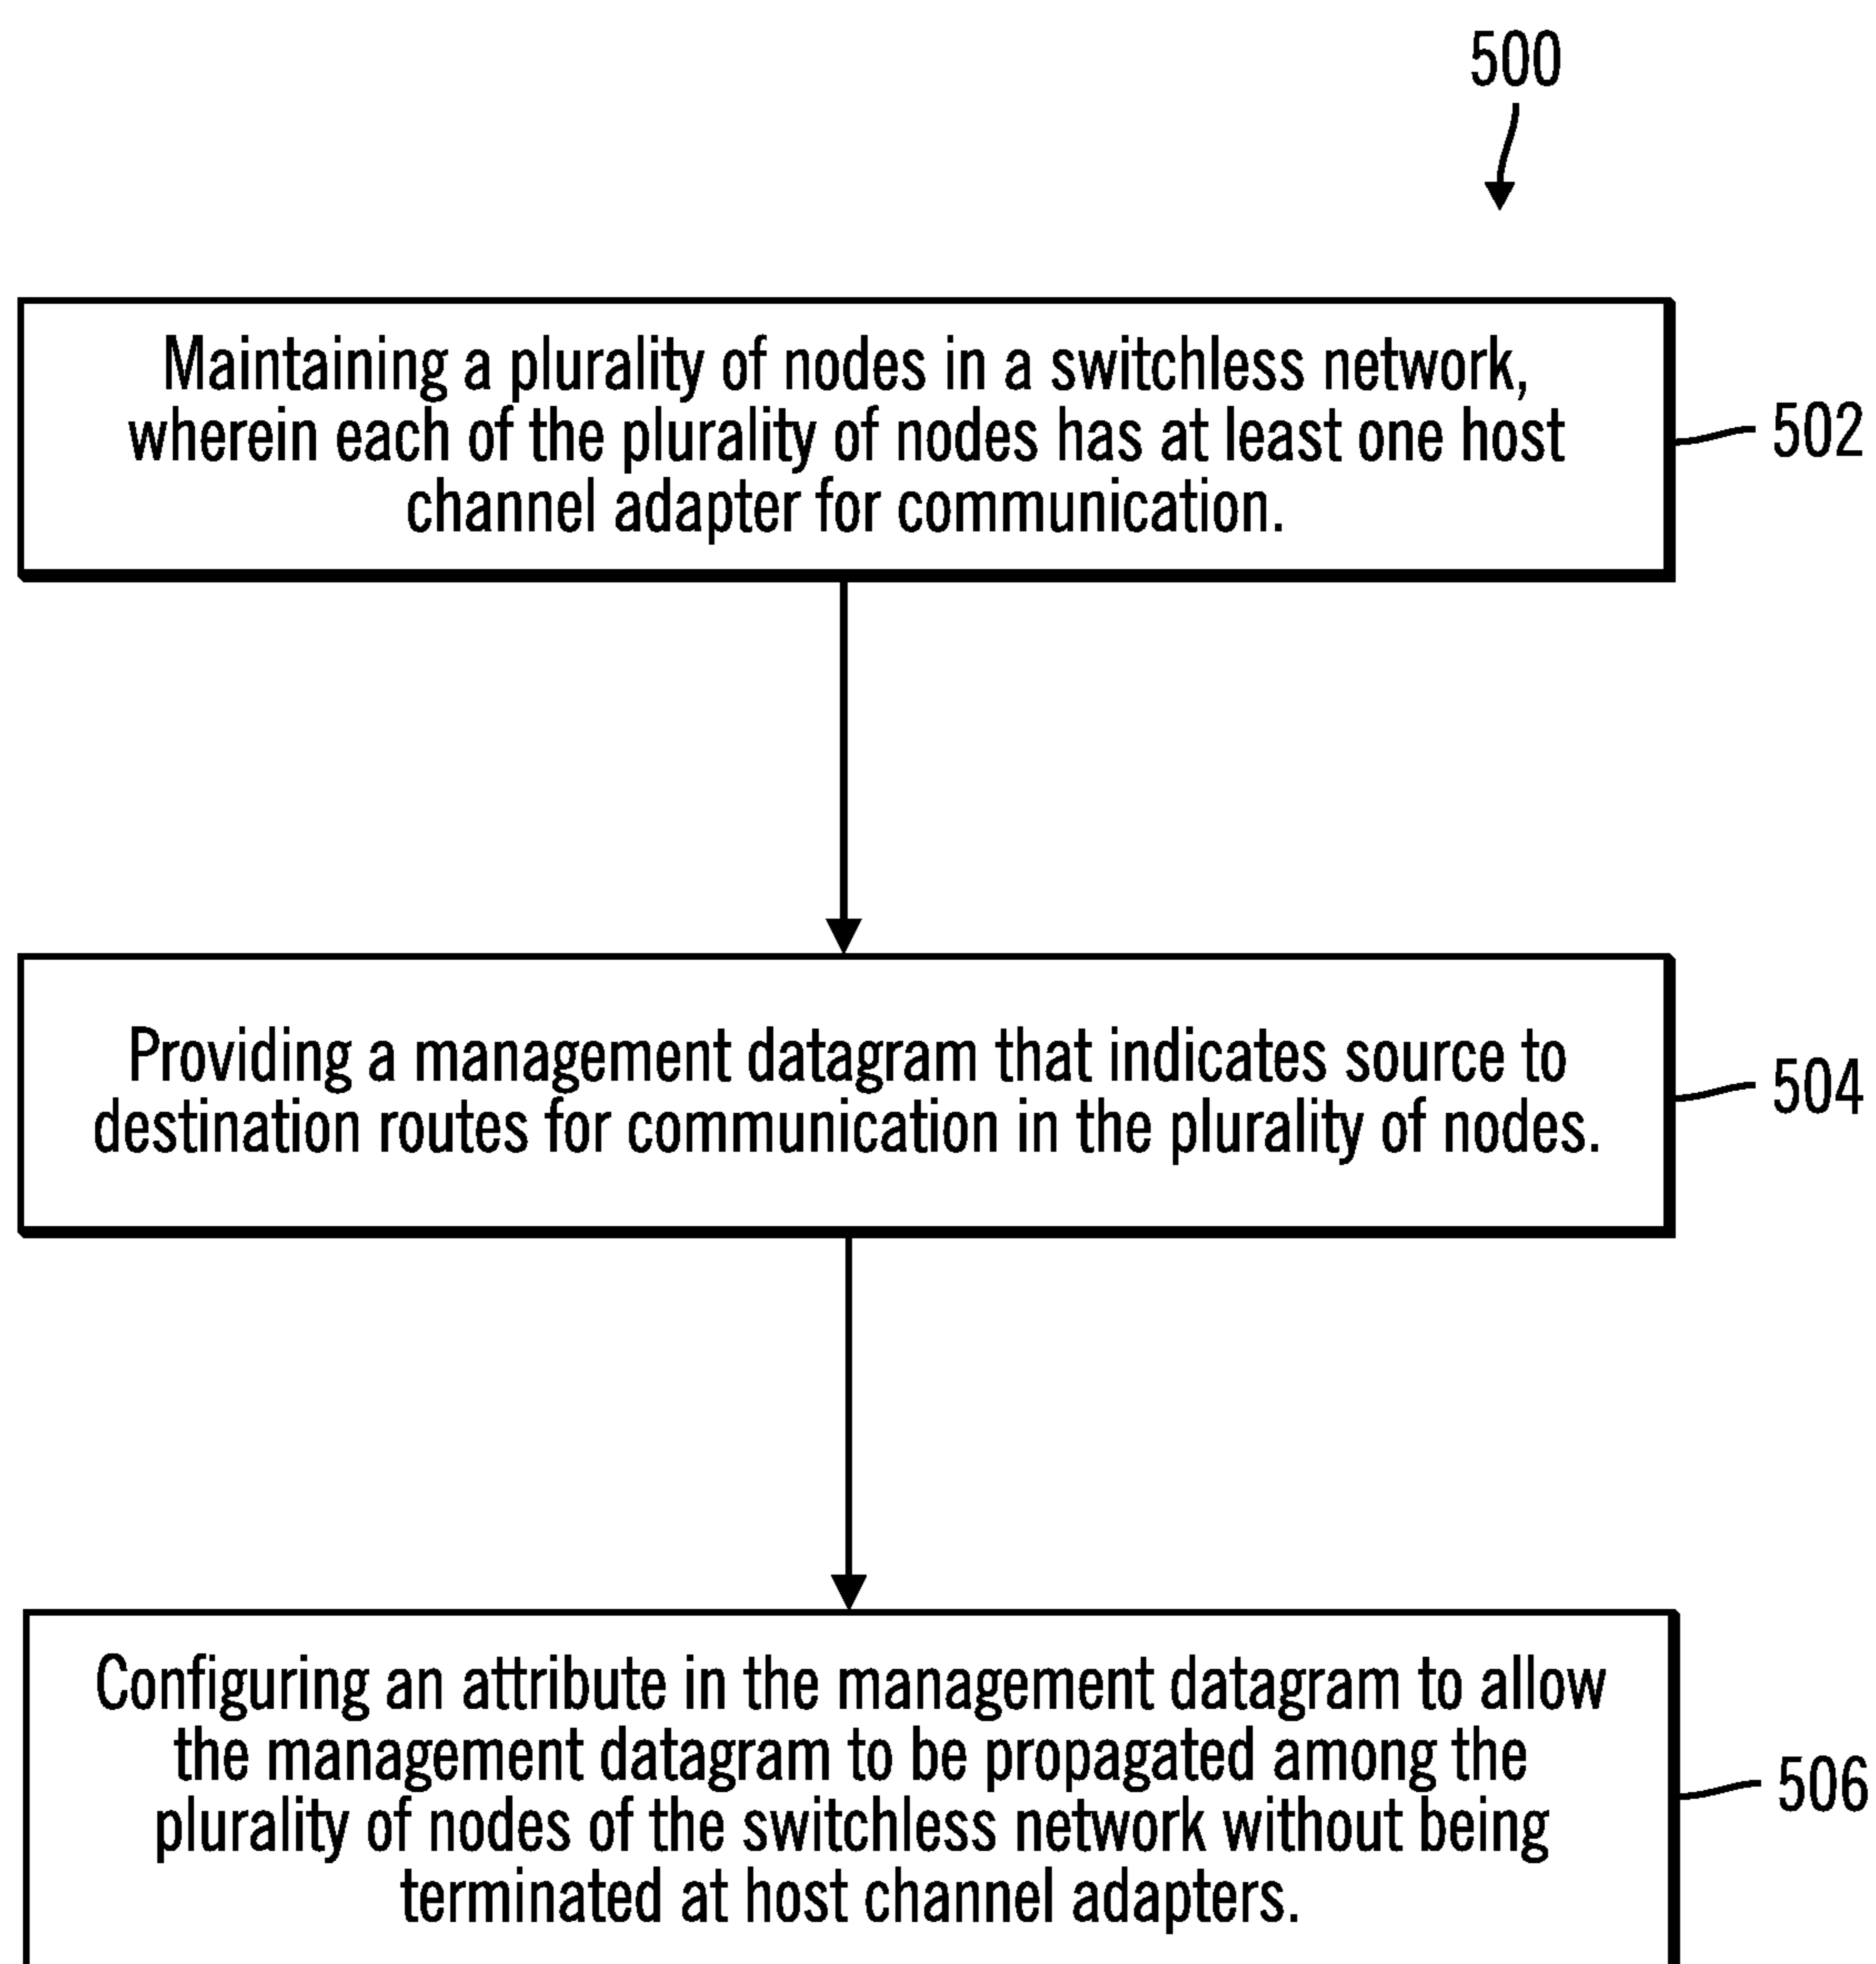 500
Maintaining a plurality of nodes in a switchless network,
wherein each of the plurality of nodes has at least one host
channel adapter for communication.
502
Providing a management datagram that indicates source to
destination routes for communication in the plurality of nodes.
504
Configuring an attribute in the management datagram to allow
the management datagram to be propagated among the
plurality of nodes of the switchless network without being
terminated at host channel adapters.
506